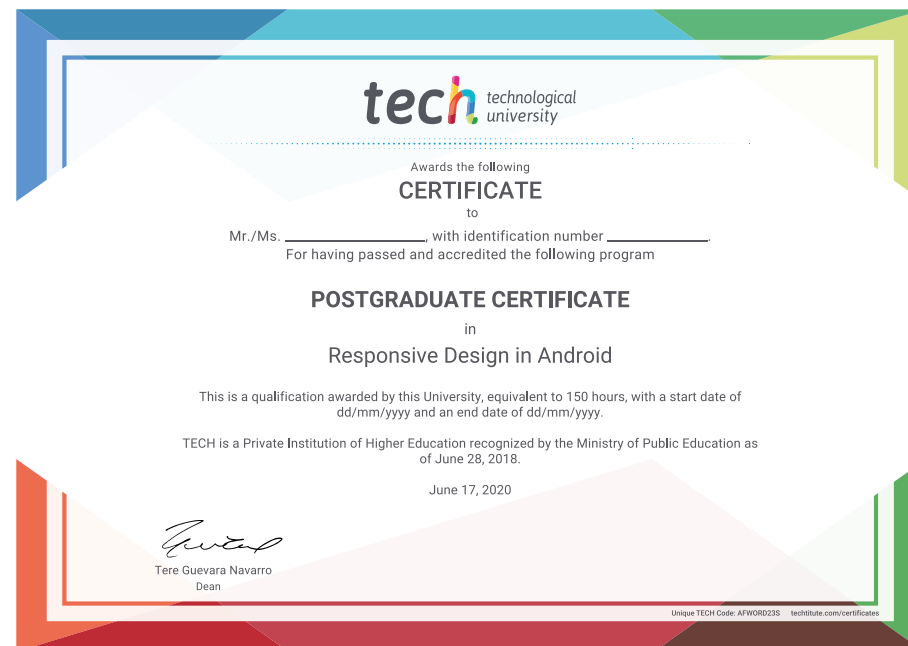 tech technological
university
Awards the following
CERTIFICATE
to
Mr./Ms. ____________________, with identification number ______________.
For having passed and accredited the following program
POSTGRADUATE CERTIFICATE
in
Responsive Design in Android
This is a qualification awarded by this University, equivalent to 150 hours, with a start date of
dd/mm/yyyy and an end date of dd/mm/yyyy.
TECH is a Private Institution of Higher Education recognized by the Ministry of Public Education as
of June 28, 2018.
June 17, 2020
Tere Guevara Navarro
Dean
Unique TECH Code: AFWORD23S techtitute.com/certificates